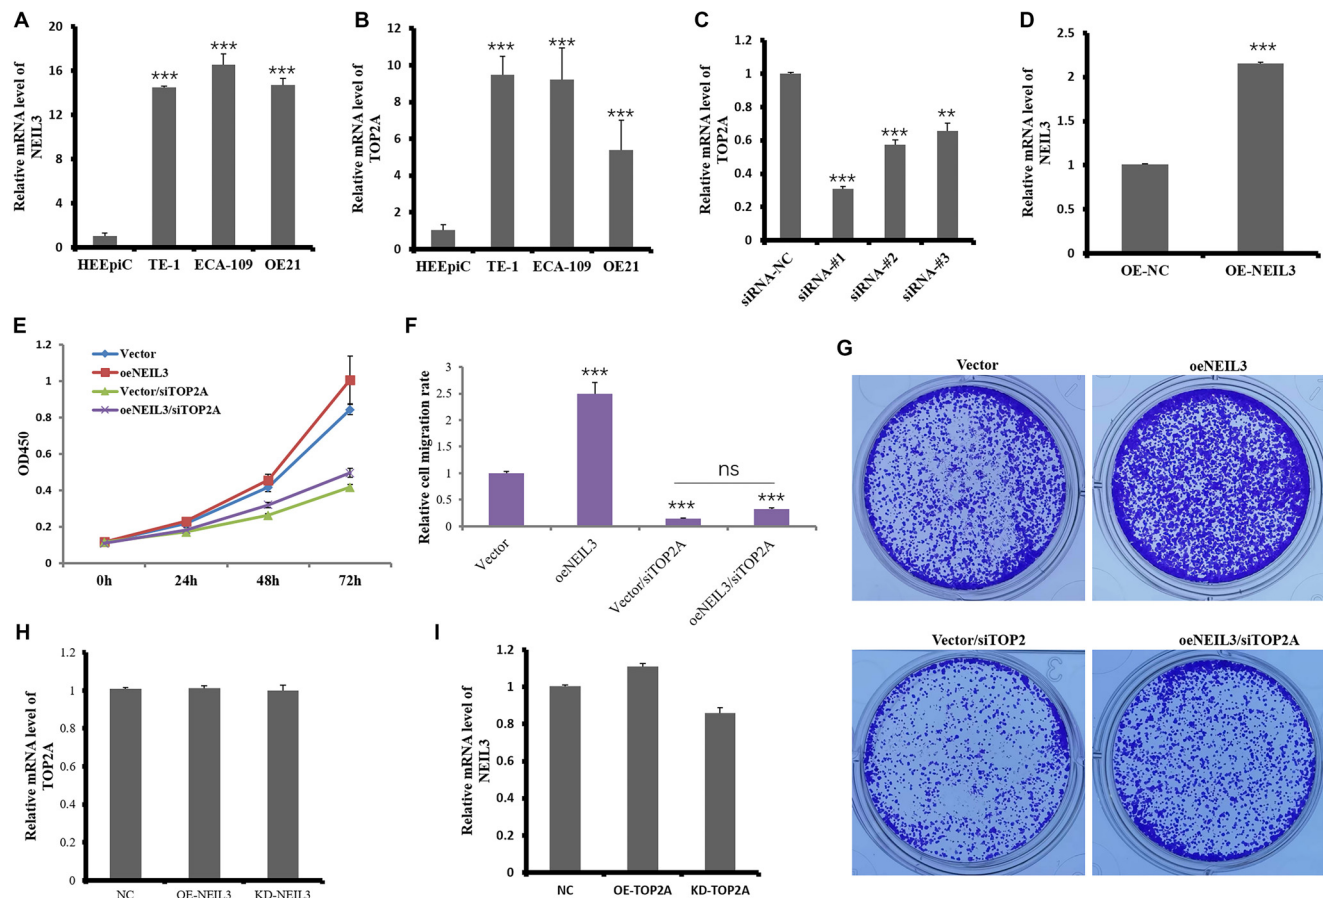 A
Relative mRNA level of
NEIL3
20
16
12
8
4
0
***
***
***
HEEpiC TE-1 ECA-109 OE21
B
Relative mRNA level of
TOP2A
12
10
8
6
4
2
0
***
***
***
HEEpiC TE-1 ECA-109 OE21
C
Relative mRNA level of
TOP2A
1.2
1
0.8
0.6
0.4
0.2
0
***
***
**
siRNA-NC siRNA-#1 siRNA-#2 siRNA-#3
D
Relative mRNA level of
NEIL3
2.5
2
1.5
1
0.5
0
***
OE-NC OE-NEIL3
E
OD450
1.2
1
0.8
0.6
0.4
0.2
0
Vector
oeNEIL3
Vector/siTOP2A
oeNEIL3/siTOP2A
0h 24h 48h 72h
F
Relative cell migration rate
3
2.5
2
1.5
1
0.5
0
***
***
ns
***
Vector oeNEIL3 Vector/siTOP2A oeNEIL3/siTOP2A
G
Vector oeNEIL3
Vector/siTOP2 oeNEIL3/siTOP2A
H
Relative mRNA level of
TOP2A
1.2
1
0.8
0.6
0.4
0.2
0
NC OE-NEIL3 KD-NEIL3
I
Relative mRNA level of
NEIL3
1.2
1
0.8
0.6
0.4
0.2
0
NC OE-TOP2A KD-TOP2A